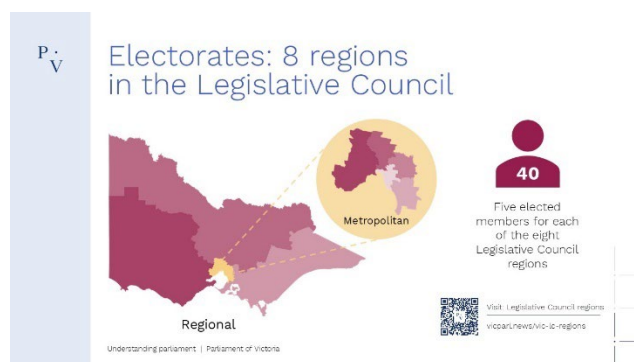 P.
V
Electorates: 8 regions
in the Legislative Council
Metropolitan
Regional
40
Five elected
members for each
of the eight
Legislative Council
regions
Visit: Legislative Council regions
vicparl.news/vic-lc-regions
Understanding parliament | Parliament of Victoria